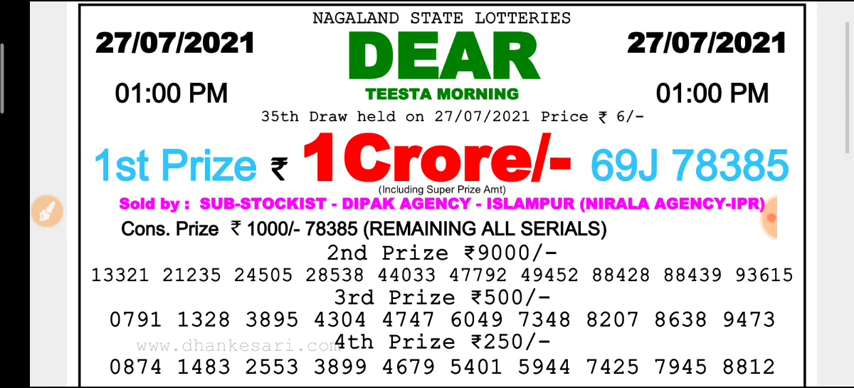 NAGALAND STATE LOTTERIES
27/07/2021 DEAR 27/07/2021
01:00 PM TEESTA MORNING 01:00 PM
35th Draw held on 27/07/2021 Price ₹ 6/-
1st Prize ₹ 1Crore/- 69J 78385
(Including Super Prize Amt)
Sold by : SUB-STOCKIST - DIPAK AGENCY - ISLAMPUR (NIRALA AGENCY-IPR)
Cons. Prize ₹ 1000/- 78385 (REMAINING ALL SERIALS)
2nd Prize ₹9000/-
13321 21235 24505 28538 44033 47792 49452 88428 88439 93615
3rd Prize ₹500/-
0791 1328 3895 4304 4747 6049 7348 8207 8638 9473
www.dhankesari.com 4th Prize ₹250/-
0874 1483 2553 3899 4679 5401 5944 7425 7945 8812